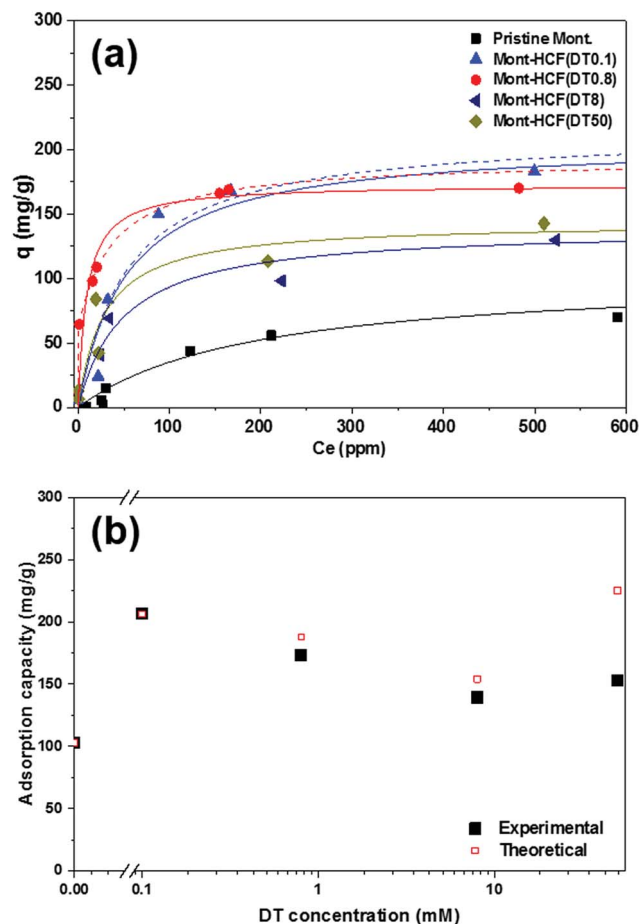 (a)
Pristine Mont.
Mont-HCF(DT0.1)
Mont-HCF(DT0.8)
Mont-HCF(DT8)
Mont-HCF(DT50)
300
250
200
150
100
50
0
q (mg/g)
0 100 200 300 400 500 600
Ce (ppm)
(b)
300
250
200
150
100
50
0
Adsorption capacity (mg/g)
Experimental
Theoretical
0.00 0.1 1 10
DT concentration (mM)